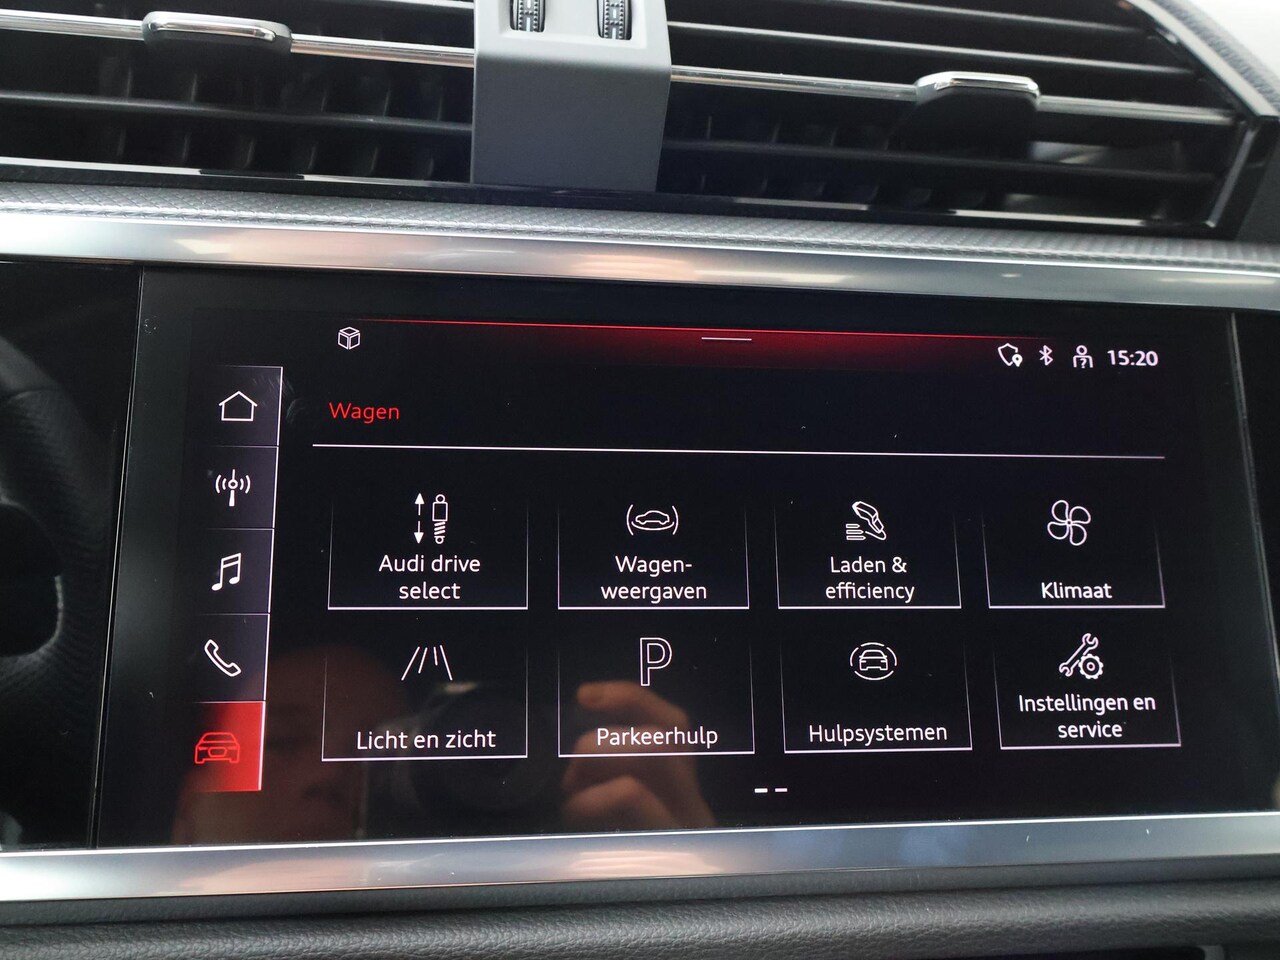 15:20
Wagen
Audi drive
select
Wagen-
weergaven
Laden &
efficiency
Klimaat
Licht en zicht
P
Parkeerhulp
Hulpsystemen
Instellingen en
service